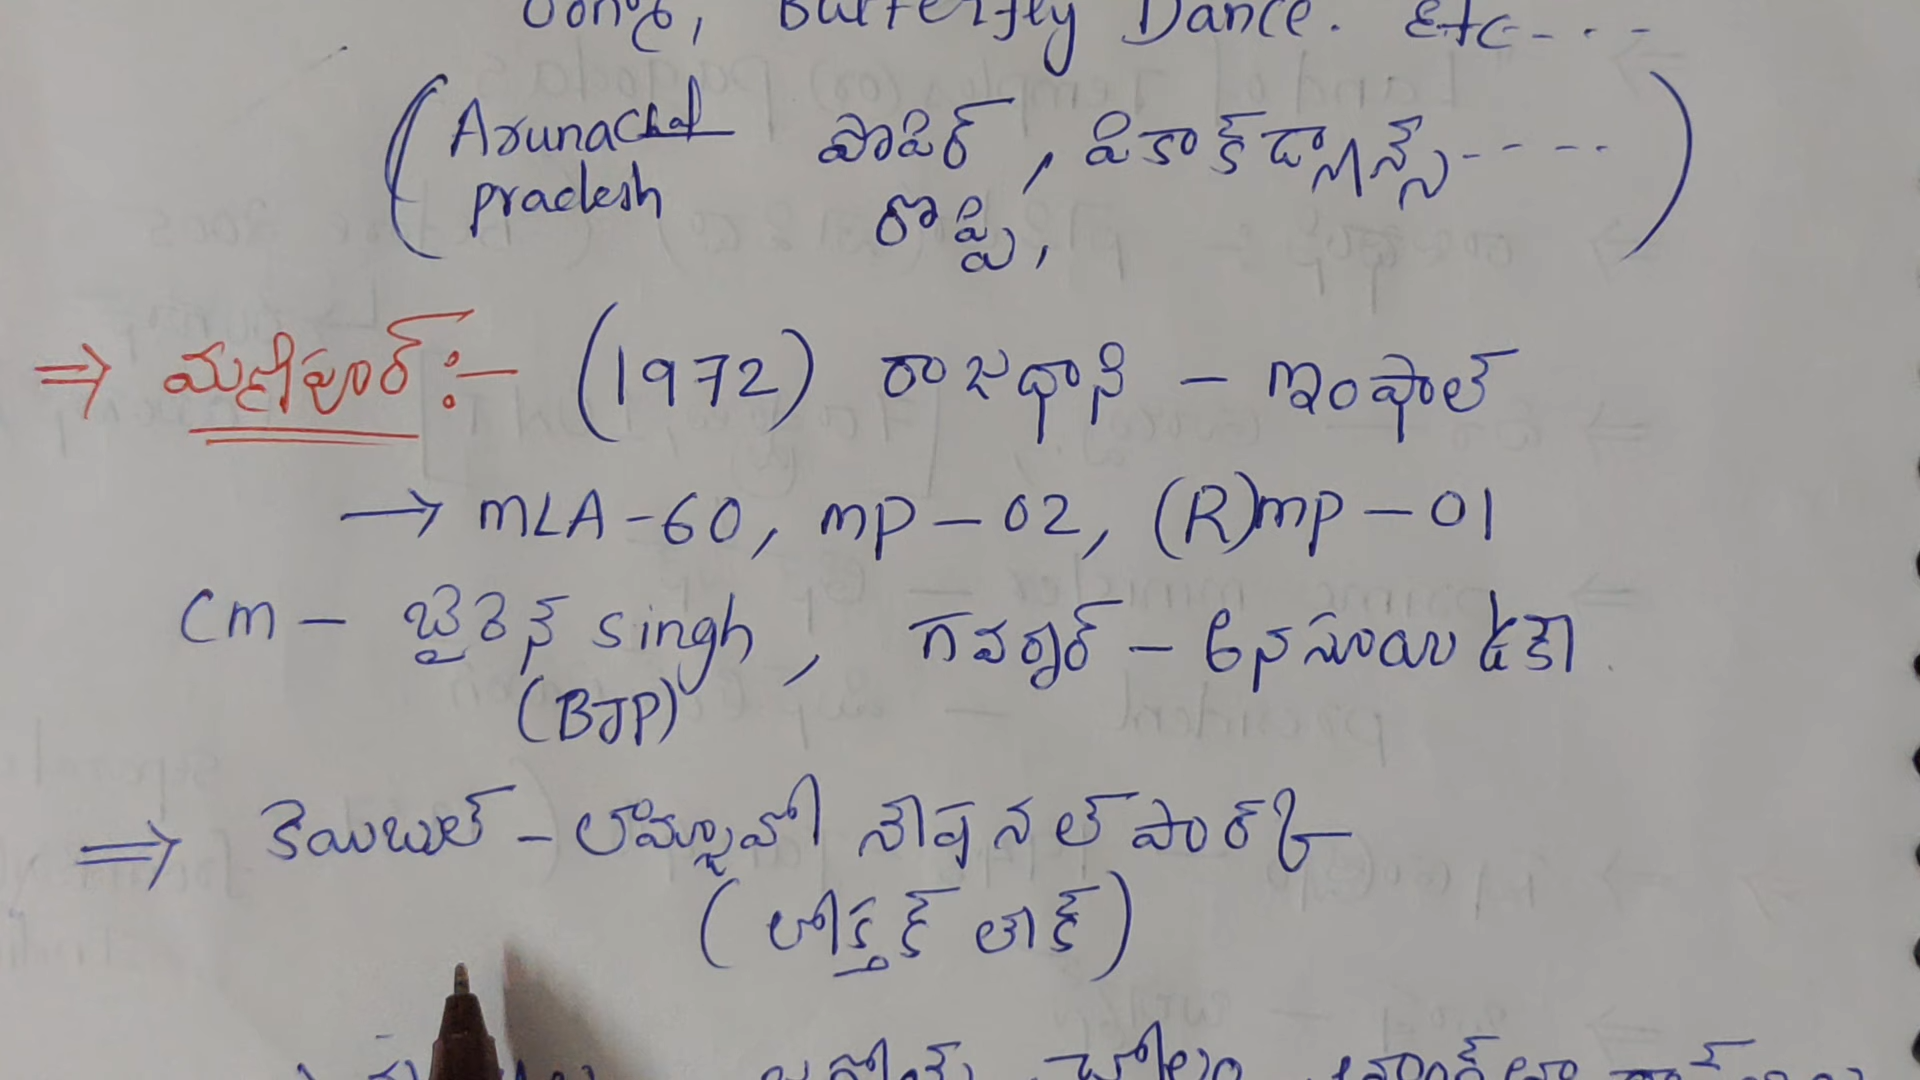 Butterfly Dance. Etc - - - -
(Arunachal పాపిర్, పికాక్ డ్యాన్స్ - - - - - )
pradesh రొప్పి,
⇒ మణిపూర్ :- (1972) రాజధాని - ఇంఫాల్
→ MLA - 60, MP - 02, (R)MP - 01
CM - బైరెన్ singh, గవర్నర్ - అనసూయ ఊకె
(BJP)
⇒ కెయిబుల్ - లామ్జావో నేషనల్ పార్క్
(లోక్తక్ లేక్)